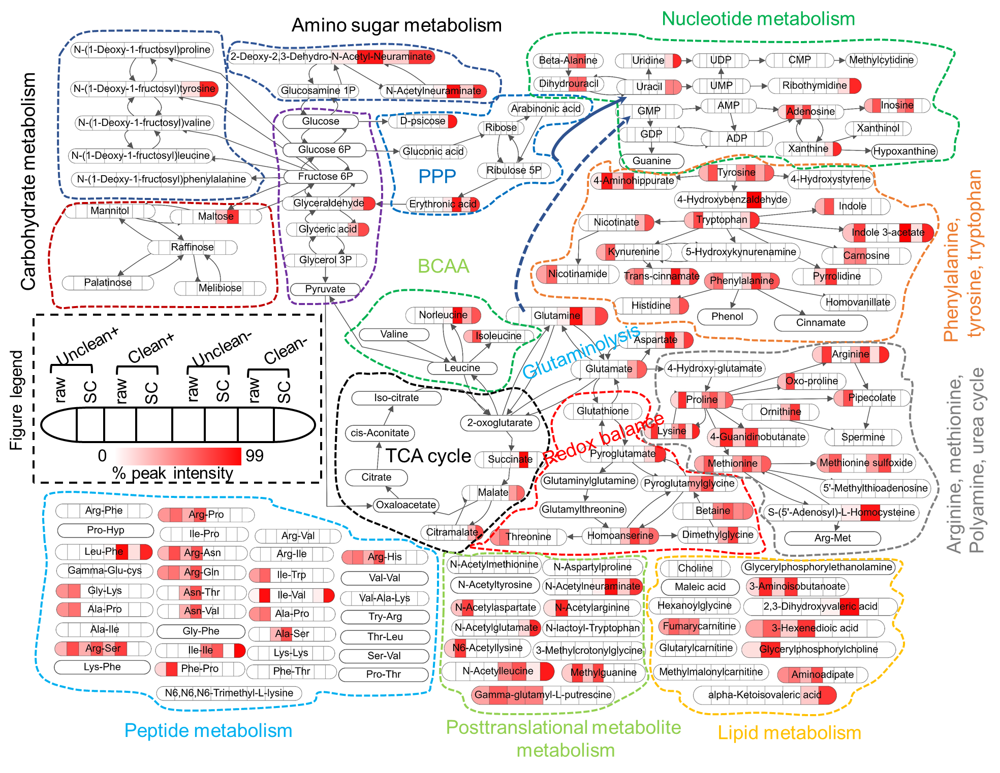 Amino sugar metabolism
Nucleotide metabolism
Carbohydrate metabolism
N-(1-Deoxy-1-fructosyl)proline
N-(1-Deoxy-1-fructosyl)tyrosine
N-(1-Deoxy-1-fructosyl)valine
N-(1-Deoxy-1-fructosyl)leucine
N-(1-Deoxy-1-fructosyl)phenylalanine
2-Deoxy-2,3-Dehydro-N-Acetyl-Neuraminate
Glucosamine 1P
N-Acetylneuraminate
Mannitol
Maltose
Raffinose
Palatinose
Melibiose
Glucose
Glucose 6P
Fructose 6P
Glyceraldehyde
Glyceric acid
Glycerol 3P
Pyruvate
D-psicose
Gluconic acid
Arabinonic acid
Ribose
Ribulose 5P
PPP
Erythronic acid
Beta-Alanine
Dihydrouracil
Uridine
Uracil
UDP
UMP
CMP
Methylcytidine
Ribothymidine
GMP
GDP
Guanine
AMP
ADP
Adenosine
Inosine
Xanthinol
Xanthine
Hypoxanthine
Phenylalanine,
tyrosine, tryptophan
4-Aminohippurate
Tyrosine
4-Hydroxystyrene
4-Hydroxybenzaldehyde
Indole
Nicotinate
Tryptophan
Indole 3-acetate
Kynurenine
5-Hydroxykynurenamine
Carnosine
Nicotinamide
Trans-cinnamate
Phenylalanine
Pyrrolidine
Histidine
Homovanillate
Phenol
Cinnamate
BCAA
Norleucine
Valine
Isoleucine
Leucine
Glutamine
Glutaminolysis
Aspartate
Glutamate
Figure legend
Unclean+
Clean+
Unclean-
Clean-
raw
SC
raw
SC
raw
SC
raw
SC
0
99
% peak intensity
TCA cycle
Iso-citrate
cis-Aconitate
Citrate
Oxaloacetate
2-oxoglutarate
Succinate
Malate
Citramalate
Redox balance
Glutathione
Pyroglutamate
Glutaminylglutamine
Pyroglutamylglycine
Glutamylthreonine
Betaine
Threonine
Homoanserine
Dimethylglycine
Arginine, methionine,
Polyamine, urea cycle
Arginine
4-Hydroxy-glutamate
Oxo-proline
Proline
Pipecolate
Ornithine
Lysine
4-Guanidinobutanate
Spermine
Methionine
Methionine sulfoxide
5'-Methylthioadenosine
S-(5'-Adenosyl)-L-Homocysteine
Arg-Met
Arg-Phe
Pro-Hyp
Leu-Phe
Gamma-Glu-cys
Gly-Lys
Ala-Pro
Ala-Ile
Arg-Ser
Lys-Phe
Arg-Pro
Ile-Pro
Arg-Asn
Arg-Gln
Asn-Thr
Asn-Val
Gly-Phe
Ile-Ile
Phe-Pro
N6,N6,N6-Trimethyl-L-lysine
Arg-Val
Arg-Ile
Ile-Trp
Ile-Val
Ala-Pro
Ala-Ser
Lys-Lys
Phe-Thr
Arg-His
Val-Val
Val-Ala-Lys
Try-Arg
Thr-Leu
Ser-Val
Pro-Thr
Peptide metabolism
N-Acetylmethionine
N-Acetyltyrosine
N-Acetylaspartate
N-Acetylglutamate
N6-Acetyllysine
N-Acetylleucine
Gamma-glutamyl-L-putrescine
N-Aspartylproline
N-Acetylneuraminate
N-Acetylarginine
N-lactoyl-Tryptophan
3-Methylcrotonylglycine
Methylguanine
Posttranslational metabolite
metabolism
Choline
Maleic acid
Hexanoylglycine
Fumarycarnitine
Glutarylcarnitine
Methylmalonylcarnitine
alpha-Ketoisovaleric acid
Glycerylphosphorylethanolamine
3-Aminoisobutanoate
2,3-Dihydroxyvaleric acid
3-Hexenedioic acid
Glycerylphosphorylcholine
Aminoadipate
Lipid metabolism